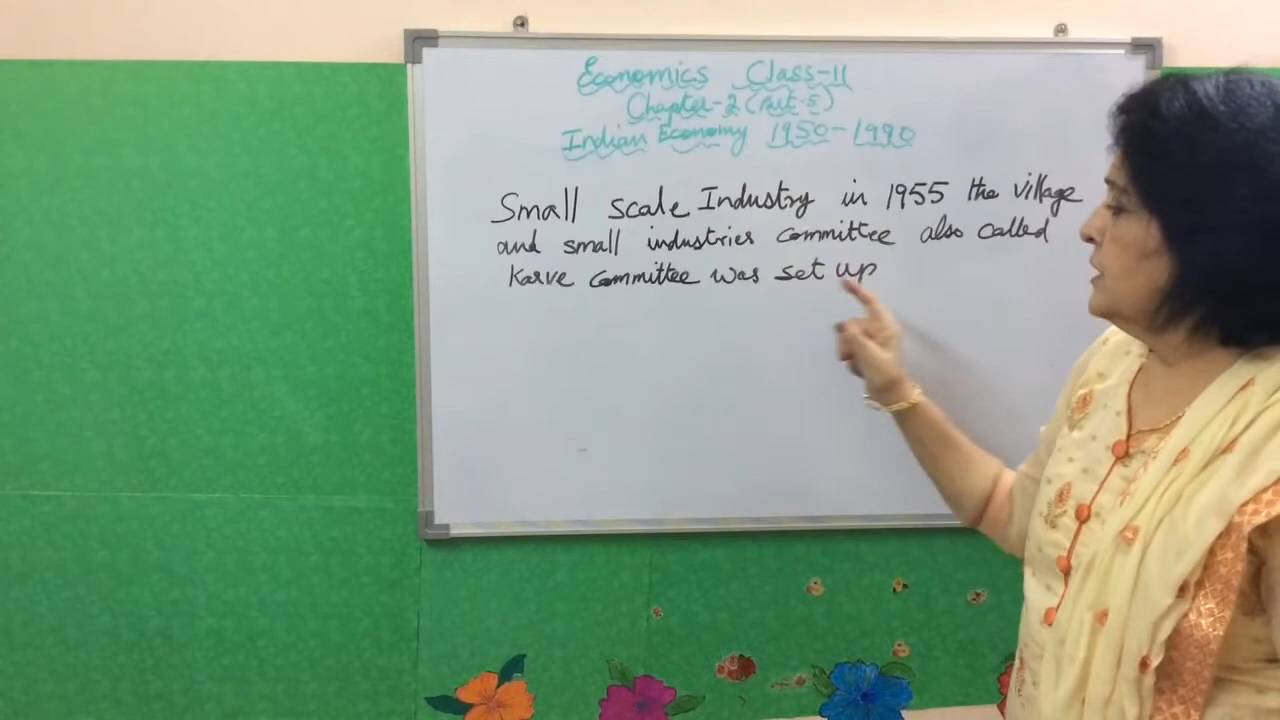 Economics Class-11
Chapter-2 (Part-5)
Indian Economy 1950-1990
Small scale Industry in 1955 the village
and small industries committee also called
Karve committee was set up